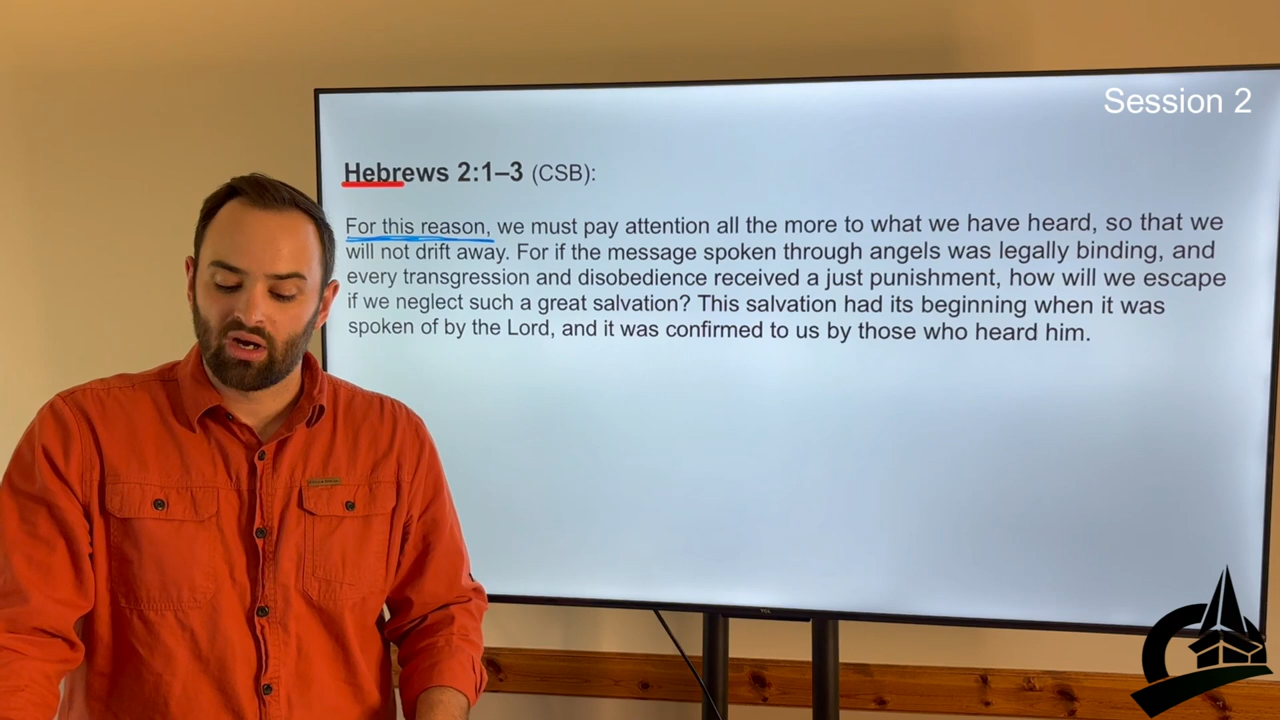 Session 2
Hebrews 2:1–3 (CSB):
For this reason, we must pay attention all the more to what we have heard, so that we
will not drift away. For if the message spoken through angels was legally binding, and
every transgression and disobedience received a just punishment, how will we escape
if we neglect such a great salvation? This salvation had its beginning when it was
spoken of by the Lord, and it was confirmed to us by those who heard him.
TCL